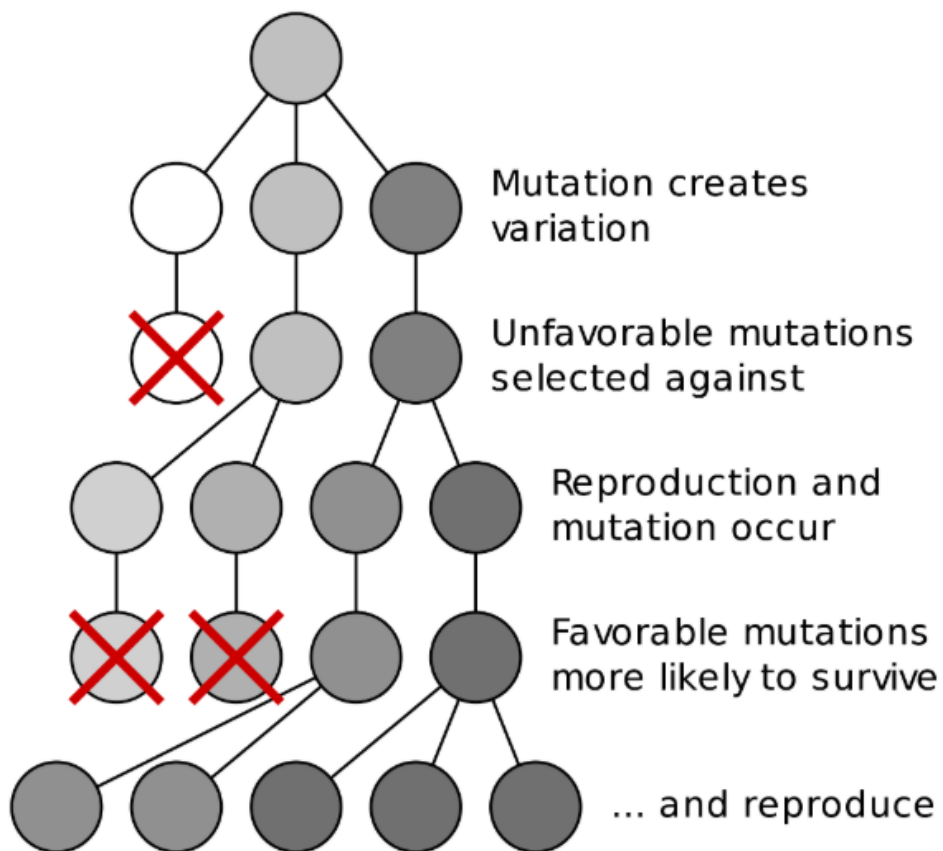 Mutation creates
variation
Unfavorable mutations
selected against
Reproduction and
mutation occur
Favorable mutations
more likely to survive
... and reproduce